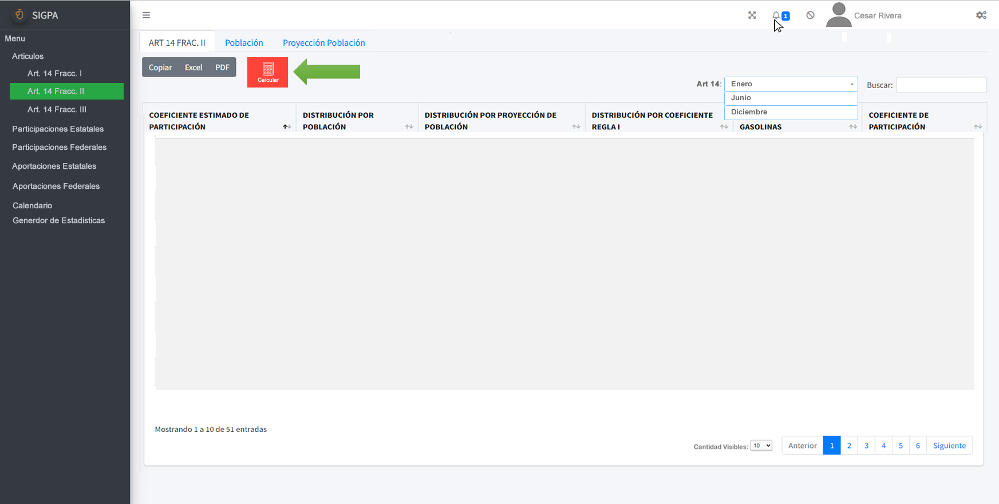 SIGPA
1
Cesar Rivera
Menu
Articulos
Art. 14 Fracc. I
Art. 14 Fracc. II
Art. 14 Fracc. III
Participaciones Estatales
Participaciones Federales
Aportaciones Estatales
Aportaciones Federales
Calendario
Generdor de Estadisticas
ART 14 FRAC. II
Población
Proyección Población
Copiar
Excel
PDF
Calcular
Art 14:
Enero
Junio
Diciembre
Buscar:
COEFICIENTE ESTIMADO DE
PARTICIPACIÓN
DISTRIBUCIÓN POR
POBLACIÓN
DISTRIBUCIÓN POR PROYECCIÓN DE
POBLACIÓN
DISTRIBUCIÓN POR COEFICIENTE
REGLA I
GASOLINAS
COEFICIENTE DE
PARTICIPACIÓN
Mostrando 1 a 10 de 51 entradas
Cantidad Visibles: 10
Anterior 1 2 3 4 5 6 Siguiente